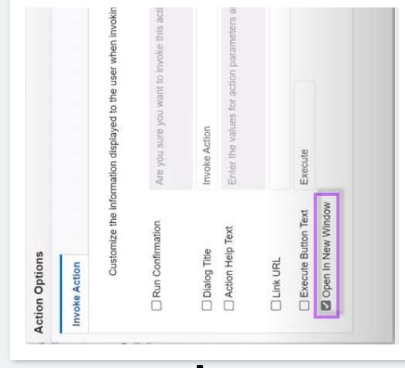 Action Options
Invoke Action
Customize the information displayed to the user when invokin
Run Confirmation
Are you sure you want to invoke this acti
Dialog Title
Invoke Action
Action Help Text
Enter the values for action parameters a
Link URL
Execute Button Text
Execute
Open In New Window